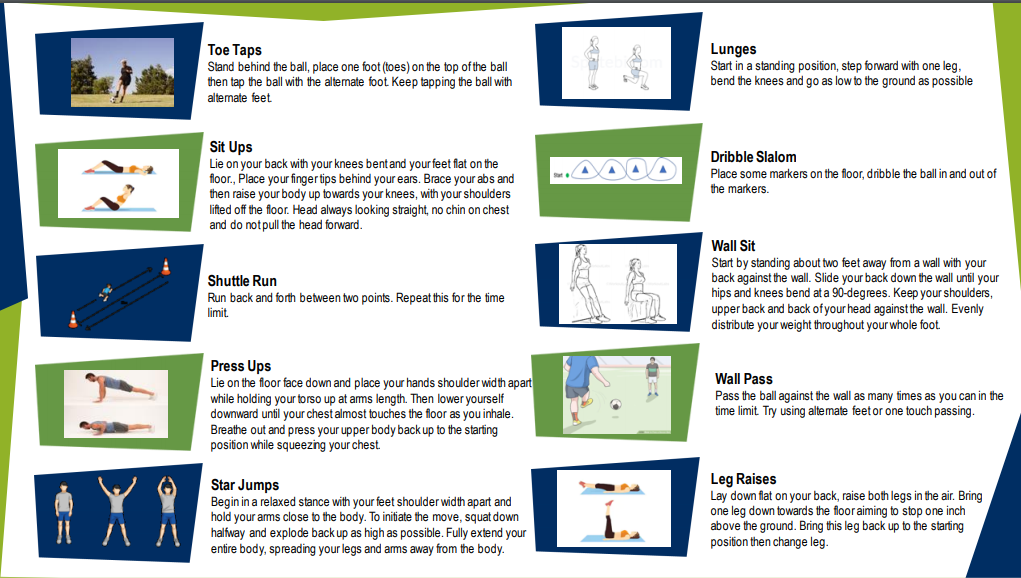 Toe Taps
Stand behind the ball, place one foot (toes) on the top of the ball
then tap the ball with the alternate foot. Keep tapping the ball with
alternate feet.
Sit Ups
Lie on your back with your knees bent and your feet flat on the
floor., Place your finger tips behind your ears. Brace your abs and
then raise your body up towards your knees, with your shoulders
lifted off the floor. Head always looking straight, no chin on chest
and do not pull the head forward.
Shuttle Run
Run back and forth between two points. Repeat this for the time
limit.
Press Ups
Lie on the floor face down and place your hands shoulder width apart
while holding your torso up at arms length. Then lower yourself
downward until your chest almost touches the floor as you inhale.
Breathe out and press your upper body back up to the starting
position while squeezing your chest.
Star Jumps
Begin in a relaxed stance with your feet shoulder width apart and
hold your arms close to the body. To initiate the move, squat down
halfway and explode back up as high as possible. Fully extend your
entire body, spreading your legs and arms away from the body.
Lunges
Start in a standing position, step forward with one leg,
bend the knees and go as low to the ground as possible
Start
Dribble Slalom
Place some markers on the floor, dribble the ball in and out of
the markers.
Wall Sit
Start by standing about two feet away from a wall with your
back against the wall. Slide your back down the wall until your
hips and knees bend at a 90-degrees. Keep your shoulders,
upper back and back of your head against the wall. Evenly
distribute your weight throughout your whole foot.
Wall Pass
Pass the ball against the wall as many times as you can in the
time limit. Try using alternate feet or one touch passing.
Leg Raises
Lay down flat on your back, raise both legs in the air. Bring
one leg down towards the floor aiming to stop one inch
above the ground. Bring this leg back up to the starting
position then change leg.